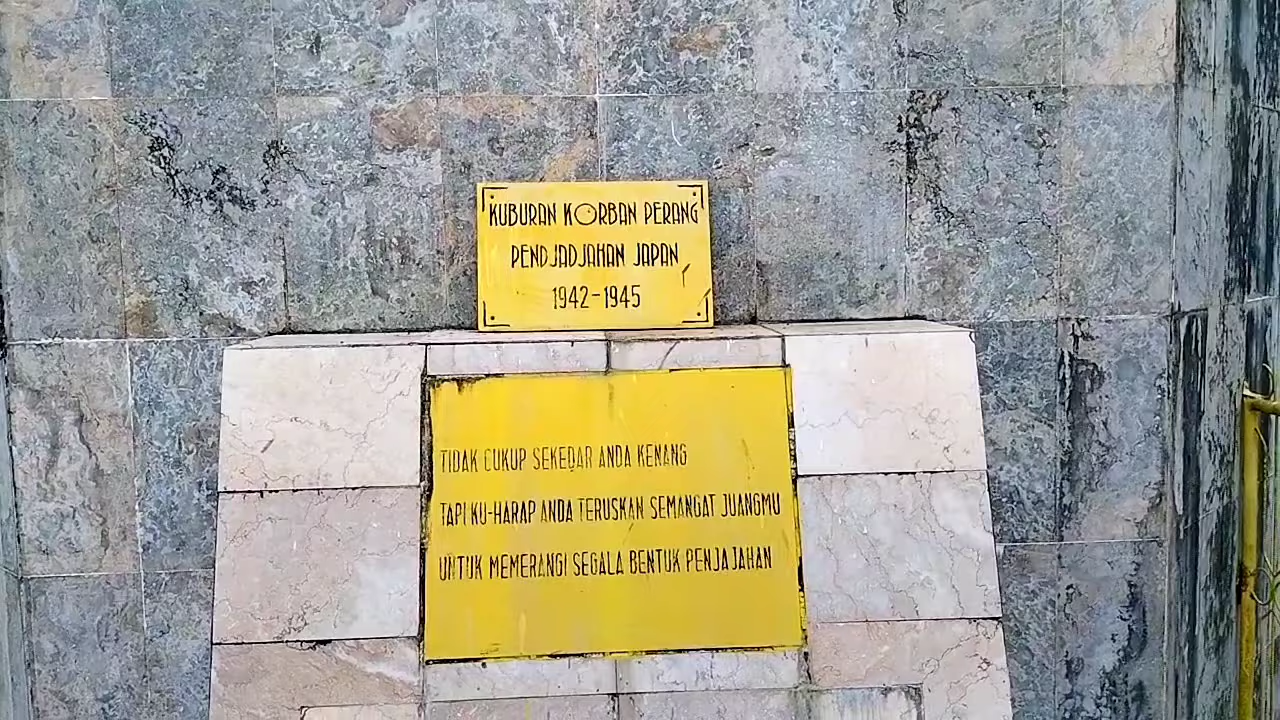 KUBURAN KORBAN PERANG
PENDJADJAHAN JAPAN
1942-1945
TIDAK CUKUP SEKEDAR ANDA KENANG
TAPI KU-HARAP ANDA TERUSKAN SEMANGAT JUANGMU
UNTUK MEMERANGI SEGALA BENTUK PENJAJAHAN